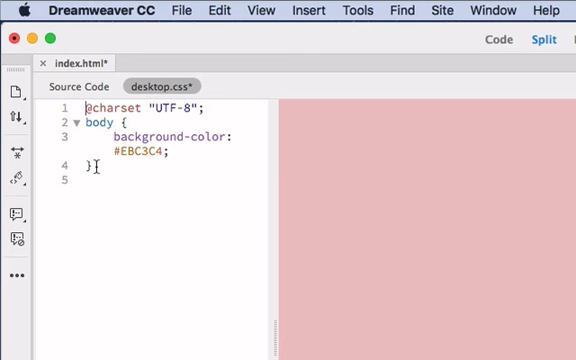 Dreamweaver CC File Edit View Insert Tools Find Site Window Help
Code Split
index.html*
Source Code desktop.css*
1 @charset "UTF-8";
2 body {
3 background-color:
#EBC3C4;
4 }
5